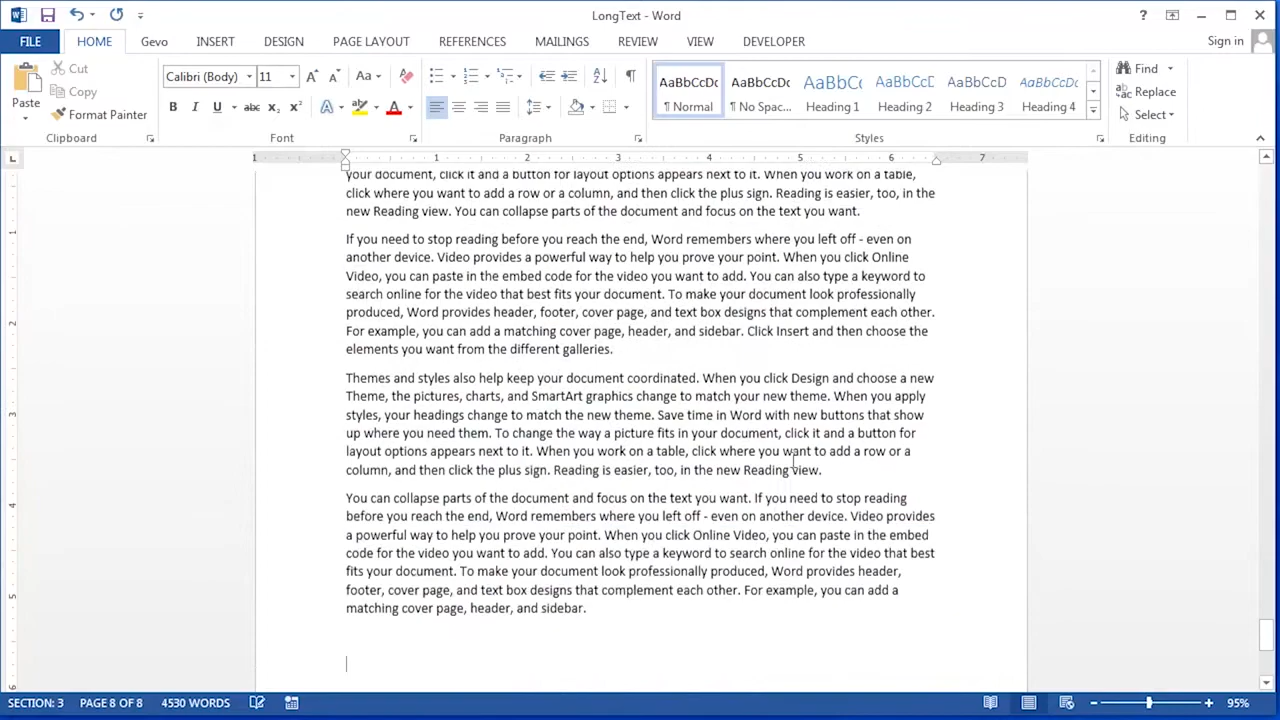 LongText - Word
?
FILE HOME Gevo INSERT DESIGN PAGE LAYOUT REFERENCES MAILINGS REVIEW VIEW DEVELOPER Sign in
Paste
Cut
Copy
Format Painter
Clipboard
Calibri (Body) 11
Aa
B I U abc x₂ x² A A
Font
Paragraph
AaBbCcDc AaBbCcDc AaBbC AaBbCcD AaBbCcD AaBbCcDc
¶ Normal ¶ No Spac... Heading 1 Heading 2 Heading 3 Heading 4
Styles
Find
Replace
Select
Editing
1 1 2 3 4 5 6 7
your document, click it and a button for layout options appears next to it. When you work on a table,
click where you want to add a row or a column, and then click the plus sign. Reading is easier, too, in the
new Reading view. You can collapse parts of the document and focus on the text you want.
If you need to stop reading before you reach the end, Word remembers where you left off - even on
another device. Video provides a powerful way to help you prove your point. When you click Online
Video, you can paste in the embed code for the video you want to add. You can also type a keyword to
search online for the video that best fits your document. To make your document look professionally
produced, Word provides header, footer, cover page, and text box designs that complement each other.
For example, you can add a matching cover page, header, and sidebar. Click Insert and then choose the
elements you want from the different galleries.
Themes and styles also help keep your document coordinated. When you click Design and choose a new
Theme, the pictures, charts, and SmartArt graphics change to match your new theme. When you apply
styles, your headings change to match the new theme. Save time in Word with new buttons that show
up where you need them. To change the way a picture fits in your document, click it and a button for
layout options appears next to it. When you work on a table, click where you want to add a row or a
column, and then click the plus sign. Reading is easier, too, in the new Reading view.
You can collapse parts of the document and focus on the text you want. If you need to stop reading
before you reach the end, Word remembers where you left off - even on another device. Video provides
a powerful way to help you prove your point. When you click Online Video, you can paste in the embed
code for the video you want to add. You can also type a keyword to search online for the video that best
fits your document. To make your document look professionally produced, Word provides header,
footer, cover page, and text box designs that complement each other. For example, you can add a
matching cover page, header, and sidebar.
1
2
3
4
5
6
SECTION: 3 PAGE 8 OF 8 4530 WORDS 95%